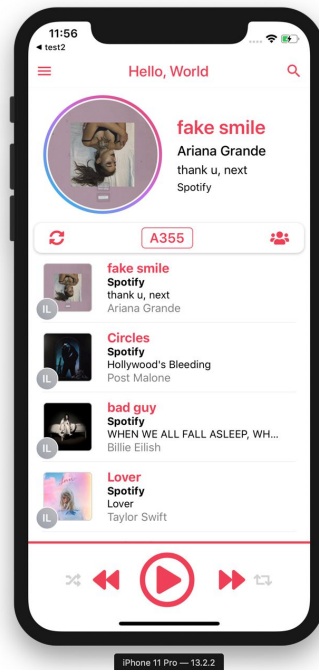 11:56
◀ test2
Hello, World
fake smile
Ariana Grande
thank u, next
Spotify
A355
fake smile
Spotify
thank u, next
Ariana Grande
IL
Circles
Spotify
Hollywood's Bleeding
Post Malone
IL
bad guy
Spotify
WHEN WE ALL FALL ASLEEP, WH...
Billie Eilish
IL
Lover
Spotify
Lover
Taylor Swift
IL
iPhone 11 Pro — 13.2.2